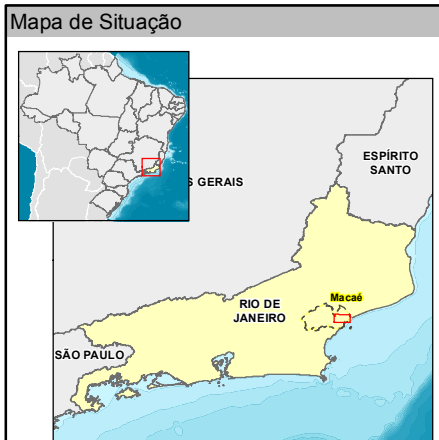 Mapa de Situação
ESPÍRITO
SANTO
S GERAIS
Macaé
RIO DE
JANEIRO
SÃO PAULO